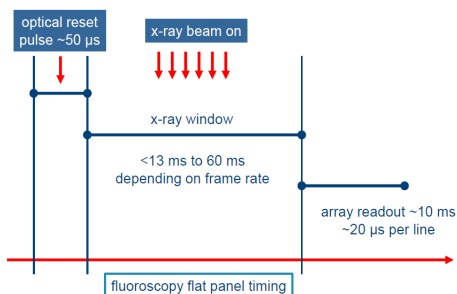 optical reset
pulse ~50 µs
x-ray beam on
x-ray window
<13 ms to 60 ms
depending on frame rate
array readout ~10 ms
~20 µs per line
fluoroscopy flat panel timing